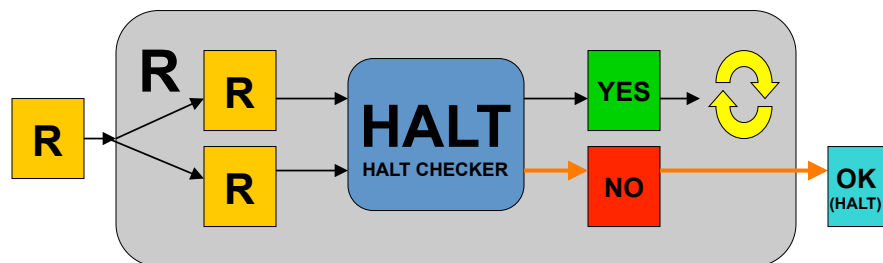 R
R
R
R
HALT
HALT CHECKER
YES
NO
OK
(HALT)